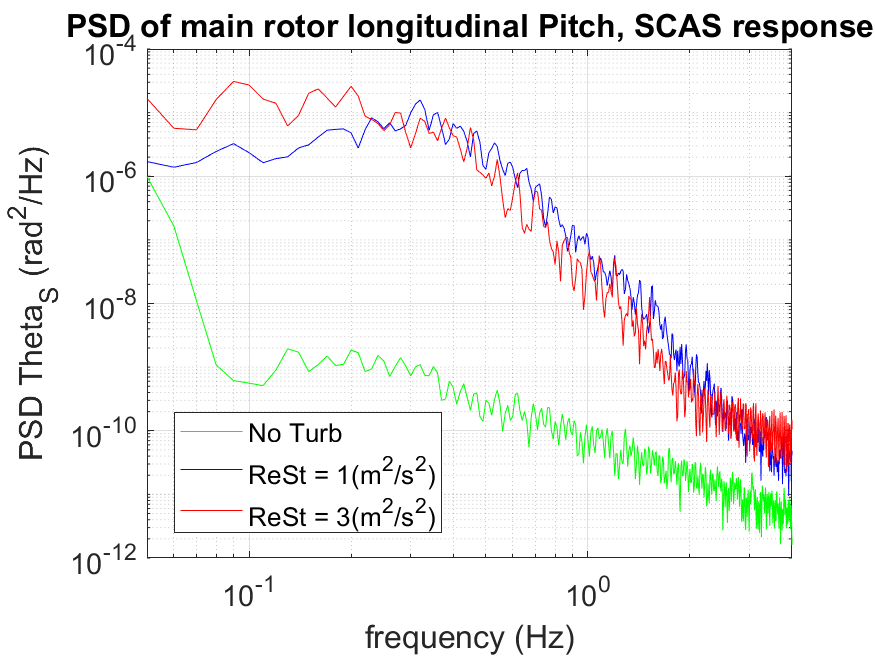 PSD of main rotor longitudinal Pitch, SCAS response
10^-4
10^-6
10^-8
10^-10
10^-12
PSD Theta_S (rad^2/Hz)
No Turb
ReSt = 1(m^2/s^2)
ReSt = 3(m^2/s^2)
10^-1
10^0
frequency (Hz)